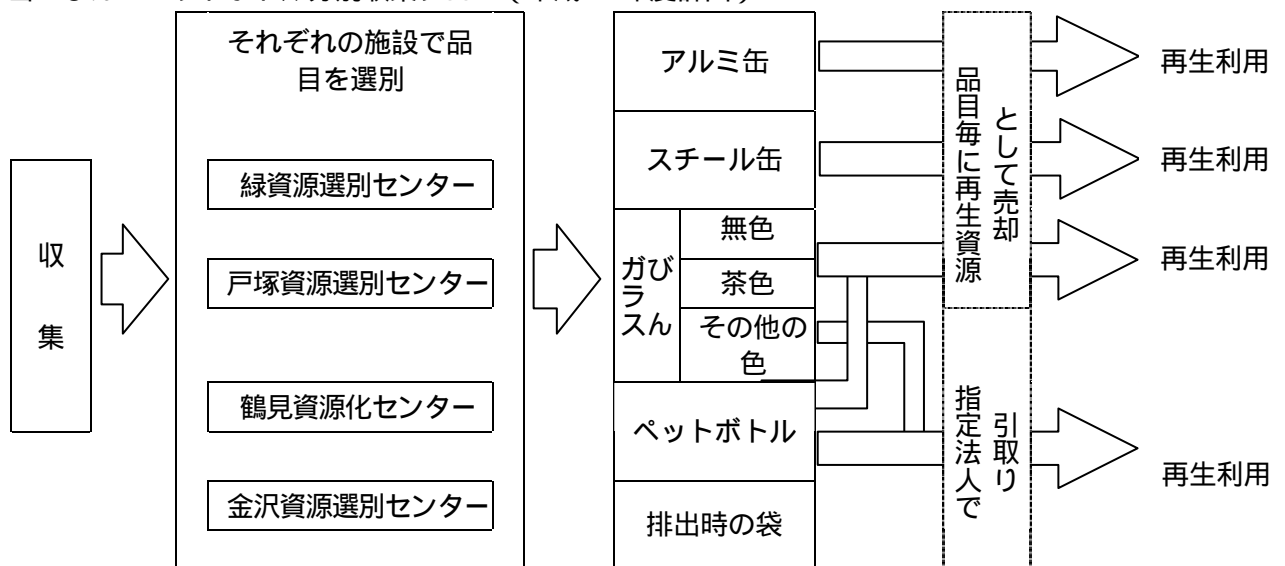 収
集
それぞれの施設で品
目を選別
緑資源選別センター
戸塚資源選別センター
鶴見資源化センター
金沢資源選別センター
アルミ缶
スチール缶
ガラス
びん
無色
茶色
その他の
色
ペットボトル
排出時の袋
品目毎に再生資源
として売却
指定法人で
引取り
再生利用
再生利用
再生利用
再生利用